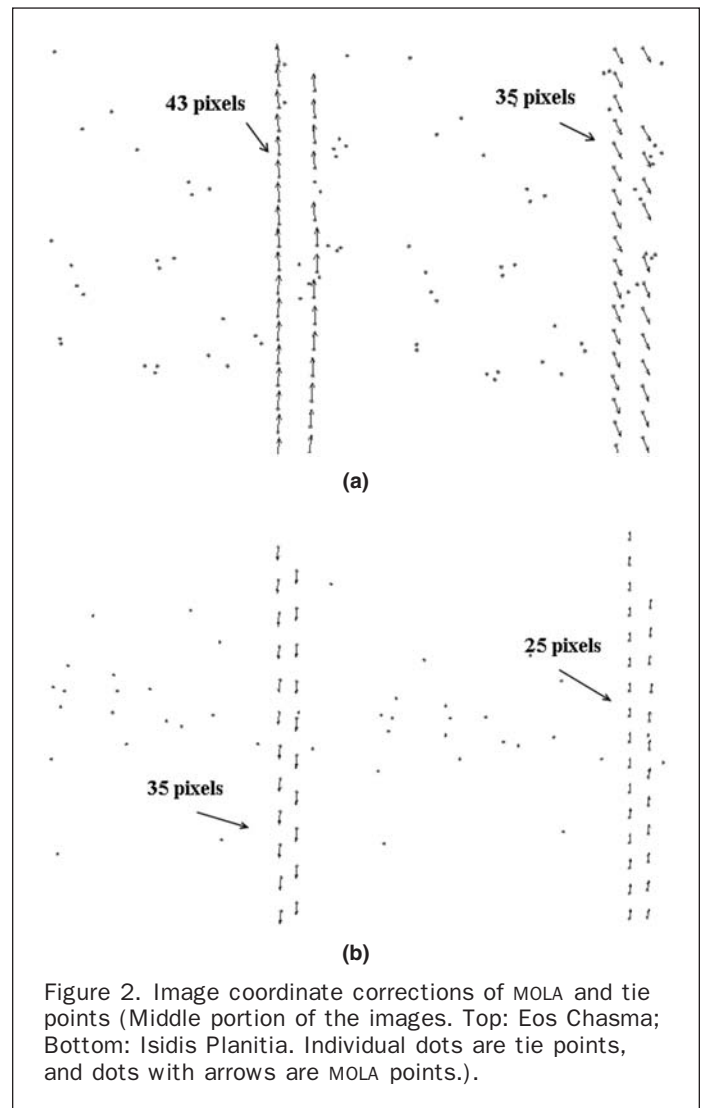 43 pixels
35 pixels
(a)
25 pixels
35 pixels
(b)
Figure 2. Image coordinate corrections of MOLA and tie
points (Middle portion of the images. Top: Eos Chasma;
Bottom: Isidis Planitia. Individual dots are tie points,
and dots with arrows are MOLA points.).